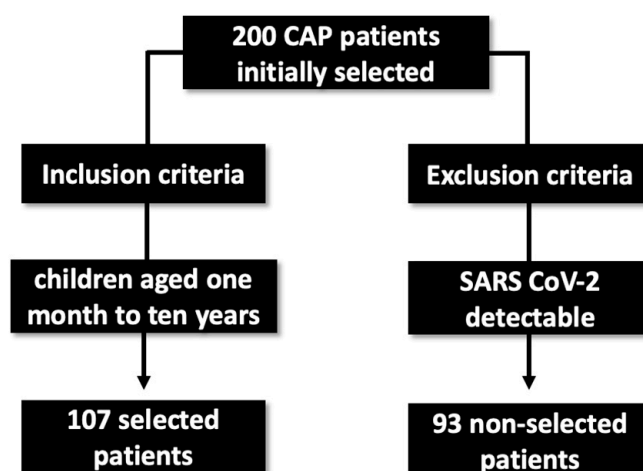 200 CAP patients
initially selected
Inclusion criteria
Exclusion criteria
children aged one
month to ten years
SARS CoV-2
detectable
107 selected
patients
93 non-selected
patients